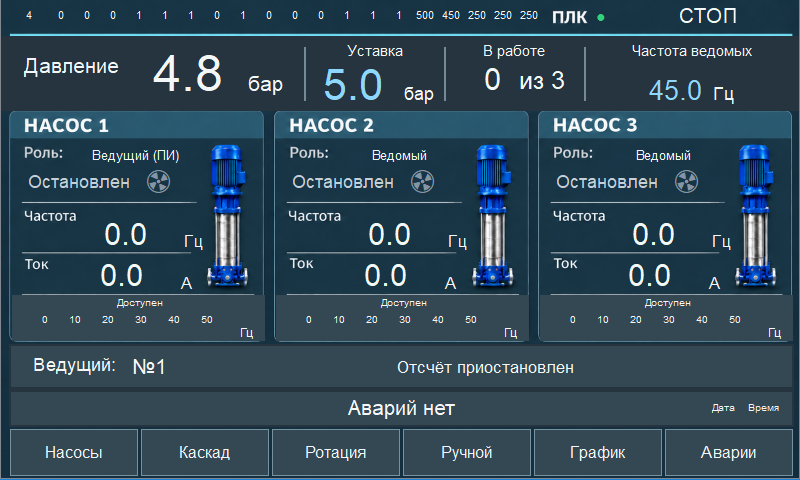 4 0 0 0 1 1 1 0 1 0 0 0 1 1 1 500 450 250 250 250 ПЛК СТОП
Давление 4.8 бар
Уставка 5.0 бар
В работе 0 из 3
Частота ведомых 45.0 Гц
НАСОС 1
Роль: Ведущий (ПИ)
Остановлен
Частота 0.0 Гц
Ток 0.0 А
Доступен
0 10 20 30 40 50
Гц
НАСОС 2
Роль: Ведомый
Остановлен
Частота 0.0 Гц
Ток 0.0 А
Доступен
0 10 20 30 40 50
Гц
НАСОС 3
Роль: Ведомый
Остановлен
Частота 0.0 Гц
Ток 0.0 А
Доступен
0 10 20 30 40 50
Гц
Ведущий: №1 Отсчёт приостановлен
Аварий нет Дата Время
Насосы Каскад Ротация Ручной График Аварии